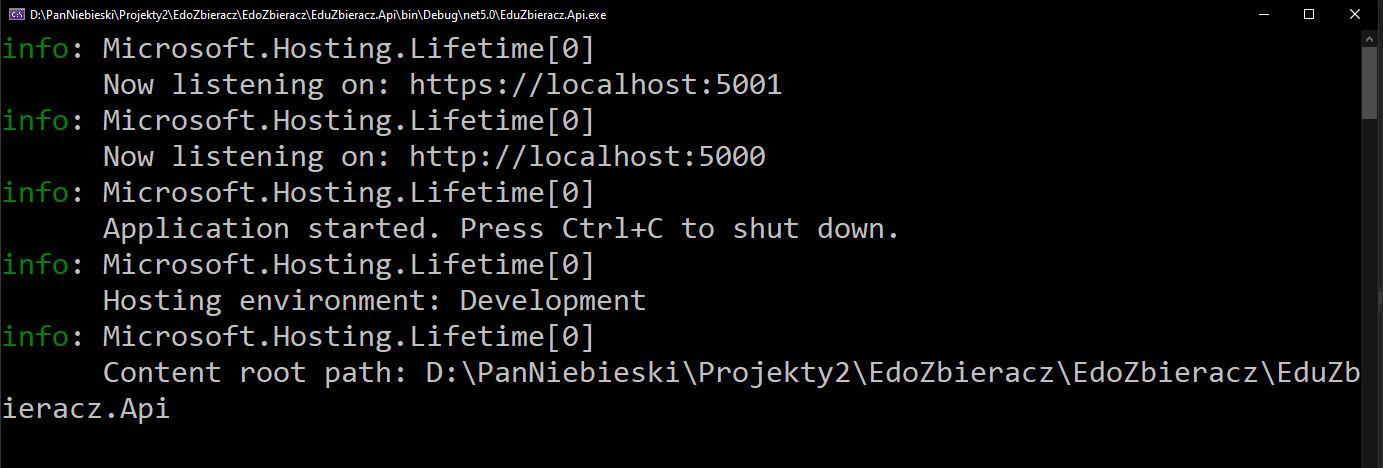 D:\PanNiebieski\Projekty2\EdoZbieracz\EdoZbieracz\EduZbieracz.Api\bin\Debug\net5.0\EduZbieracz.Api.exe
info: Microsoft.Hosting.Lifetime[0]
Now listening on: https://localhost:5001
info: Microsoft.Hosting.Lifetime[0]
Now listening on: http://localhost:5000
info: Microsoft.Hosting.Lifetime[0]
Application started. Press Ctrl+C to shut down.
info: Microsoft.Hosting.Lifetime[0]
Hosting environment: Development
info: Microsoft.Hosting.Lifetime[0]
Content root path: D:\PanNiebieski\Projekty2\EdoZbieracz\EdoZbieracz\EduZb
ieracz.Api